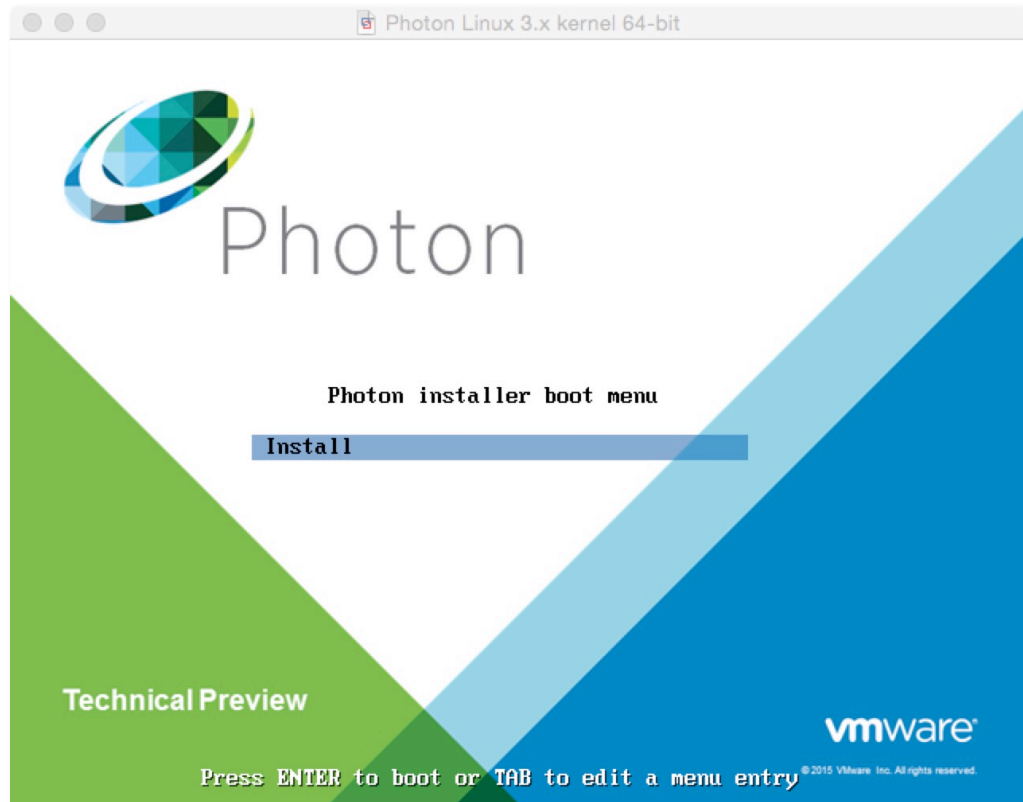 Photon Linux 3.x kernel 64-bit
Photon
Photon installer boot menu
Install
Technical Preview
vmware®
©2015 VMware Inc. All rights reserved.
Press ENTER to boot or TAB to edit a menu entry